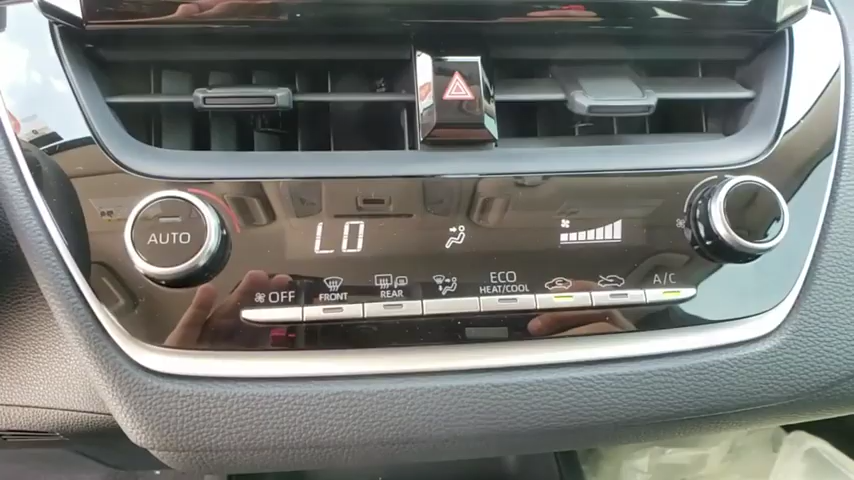 AUTO
LO
OFF
FRONT
REAR
ECO
HEAT/COOL
A/C